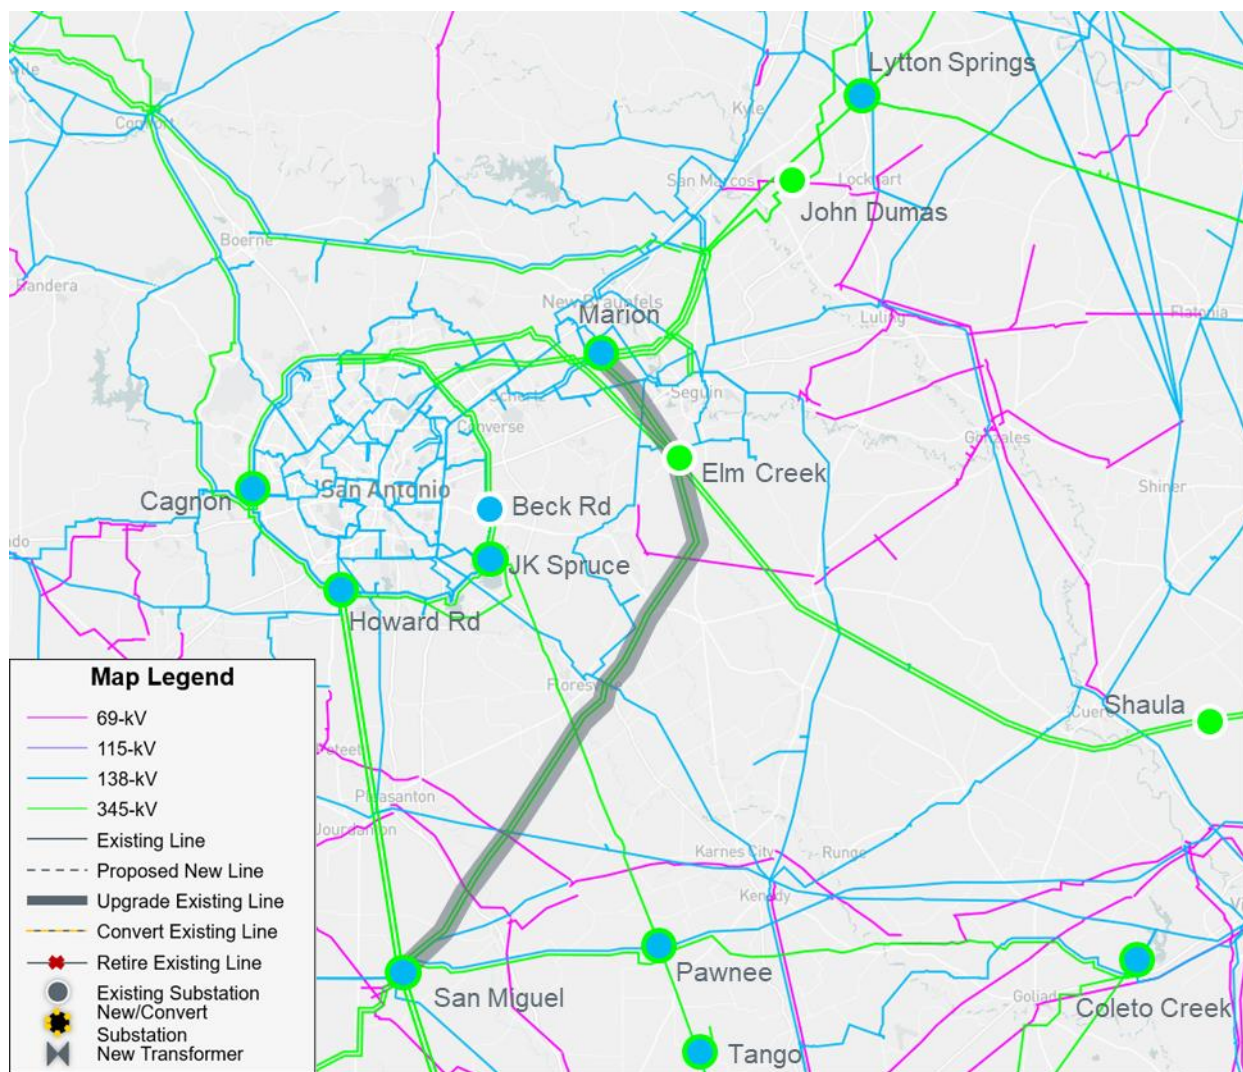 Lytton Springs
Kyle
Comfort
San Marcos
Lockhart
John Dumas
Boerne
Bandera
New Braunfels
Marion
Luling
Flatonia
Schertz
Seguin
Converse
Gonzales
Elm Creek
San Antonio
Cagnon
Beck Rd
Shiner
JK Spruce
Howard Rd
Floresville
Shaula
Cuero
Map Legend
69-kV
115-kV
138-kV
345-kV
Existing Line
Proposed New Line
Upgrade Existing Line
Convert Existing Line
Retire Existing Line
Existing Substation
New/Convert
Substation
New Transformer
Poteet
Pleasanton
Jourdanton
Karnes City
Runge
Kenedy
San Miguel
Pawnee
Goliad
Coleto Creek
Tango